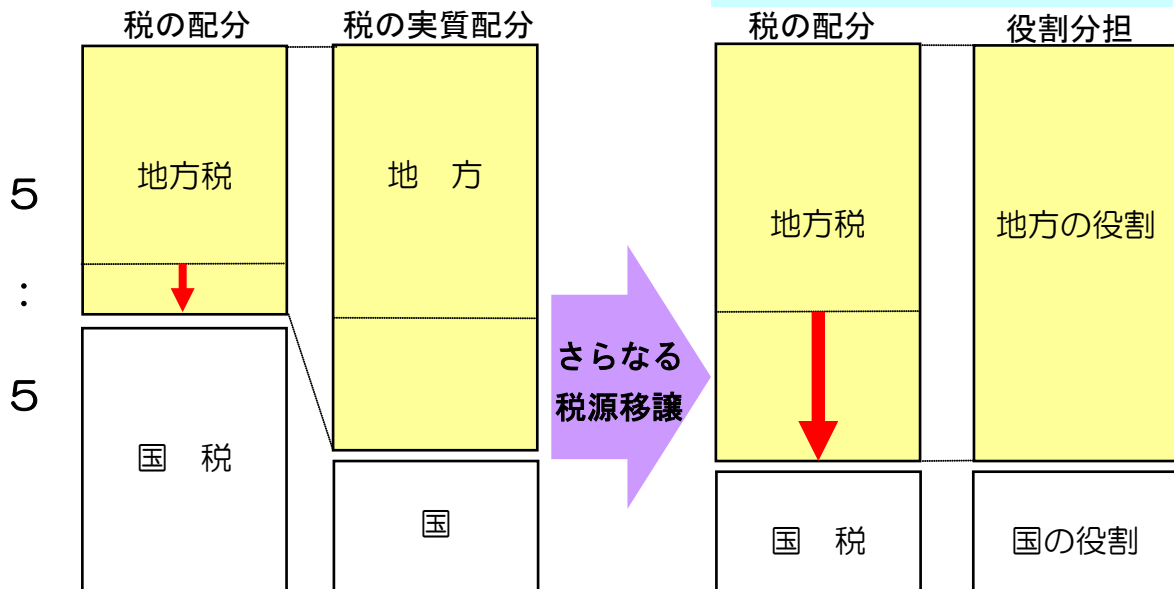 税の配分
税の実質配分
税の配分
役割分担
5
:
5
地方税
地 方
国 税
国
さらなる
税源移譲
地方税
地方の役割
国 税
国の役割